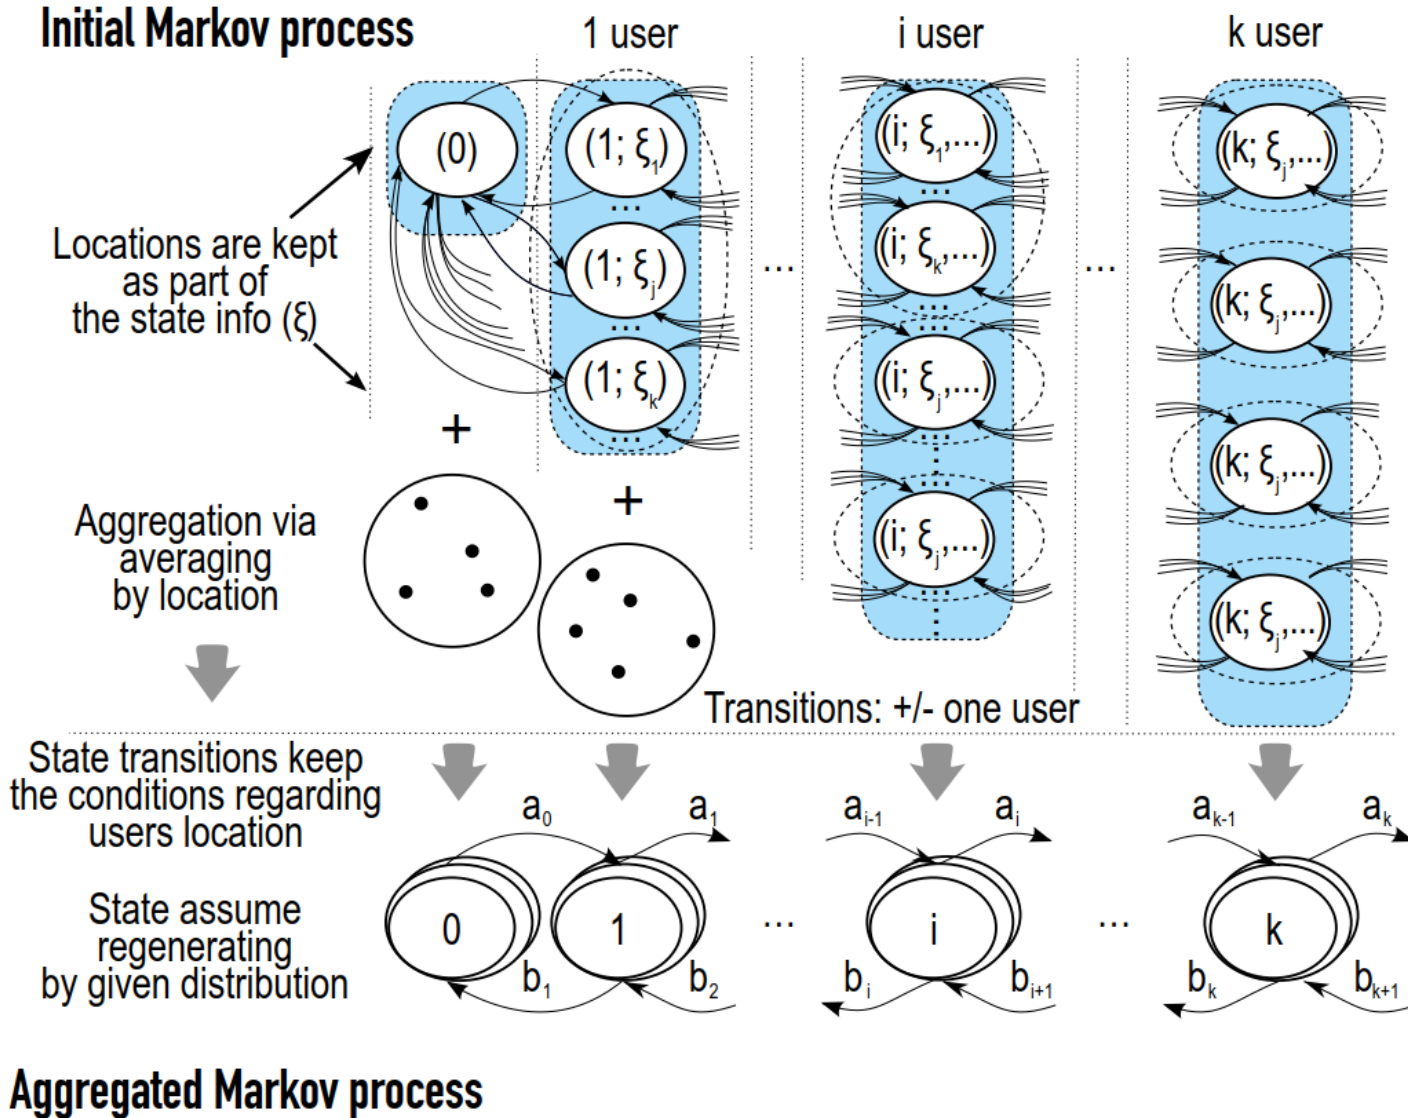 Initial Markov process
1 user
i user
k user
(0)
(1; ξ₁)
...
(1; ξⱼ)
...
(1; ξₖ)
...
...
(i; ξ₁,...)
...
(i; ξₖ,...)
...
...
(i; ξⱼ,...)
...
...
(i; ξⱼ,...)
...
...
(k; ξⱼ,...)
(k; ξⱼ,...)
(k; ξⱼ,...)
(k; ξⱼ,...)
Locations are kept
as part of
the state info (ξ)
+
+
Aggregation via
averaging
by location
Transitions: +/- one user
State transitions keep
the conditions regarding
users location
a₀
a₁
aᵢ₋₁
aᵢ
aₖ₋₁
aₖ
State assume
regenerating
by given distribution
0
1
...
i
...
k
b₁
b₂
bᵢ
bᵢ₊₁
bₖ
bₖ₊₁
Aggregated Markov process